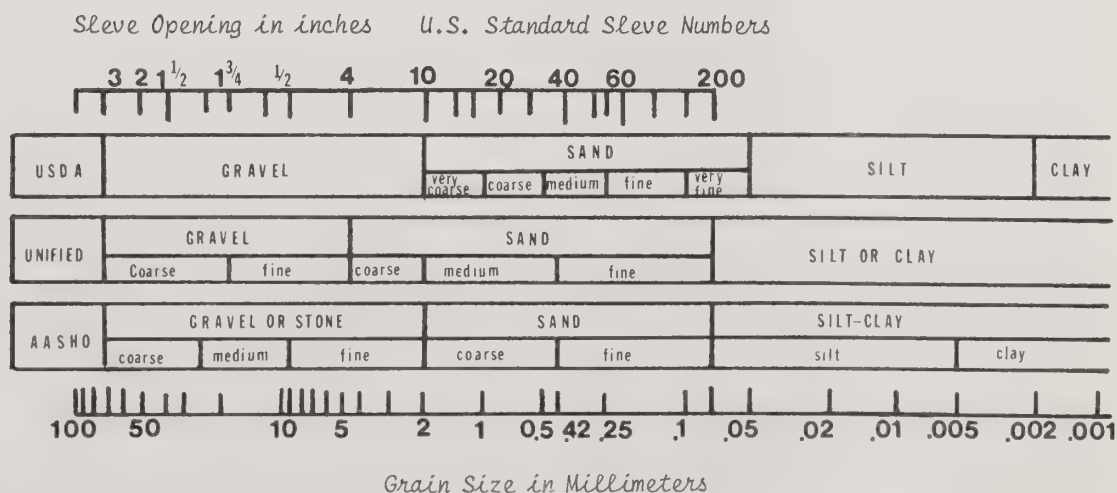 Sieve Opening in inches U.S. Standard Sieve Numbers
3 2 1 1/2 1 3/4 1/2 4 10 20 40 60 200
USDA GRAVEL SAND SILT CLAY
very coarse coarse medium fine very fine
UNIFIED GRAVEL SAND SILT OR CLAY
Coarse fine coarse medium fine
AASHO GRAVEL OR STONE SAND SILT-CLAY
coarse medium fine coarse fine silt clay
100 50 10 5 2 1 0.5 .42 .25 .1 .05 .02 .01 .005 .002 .001
Grain Size in Millimeters